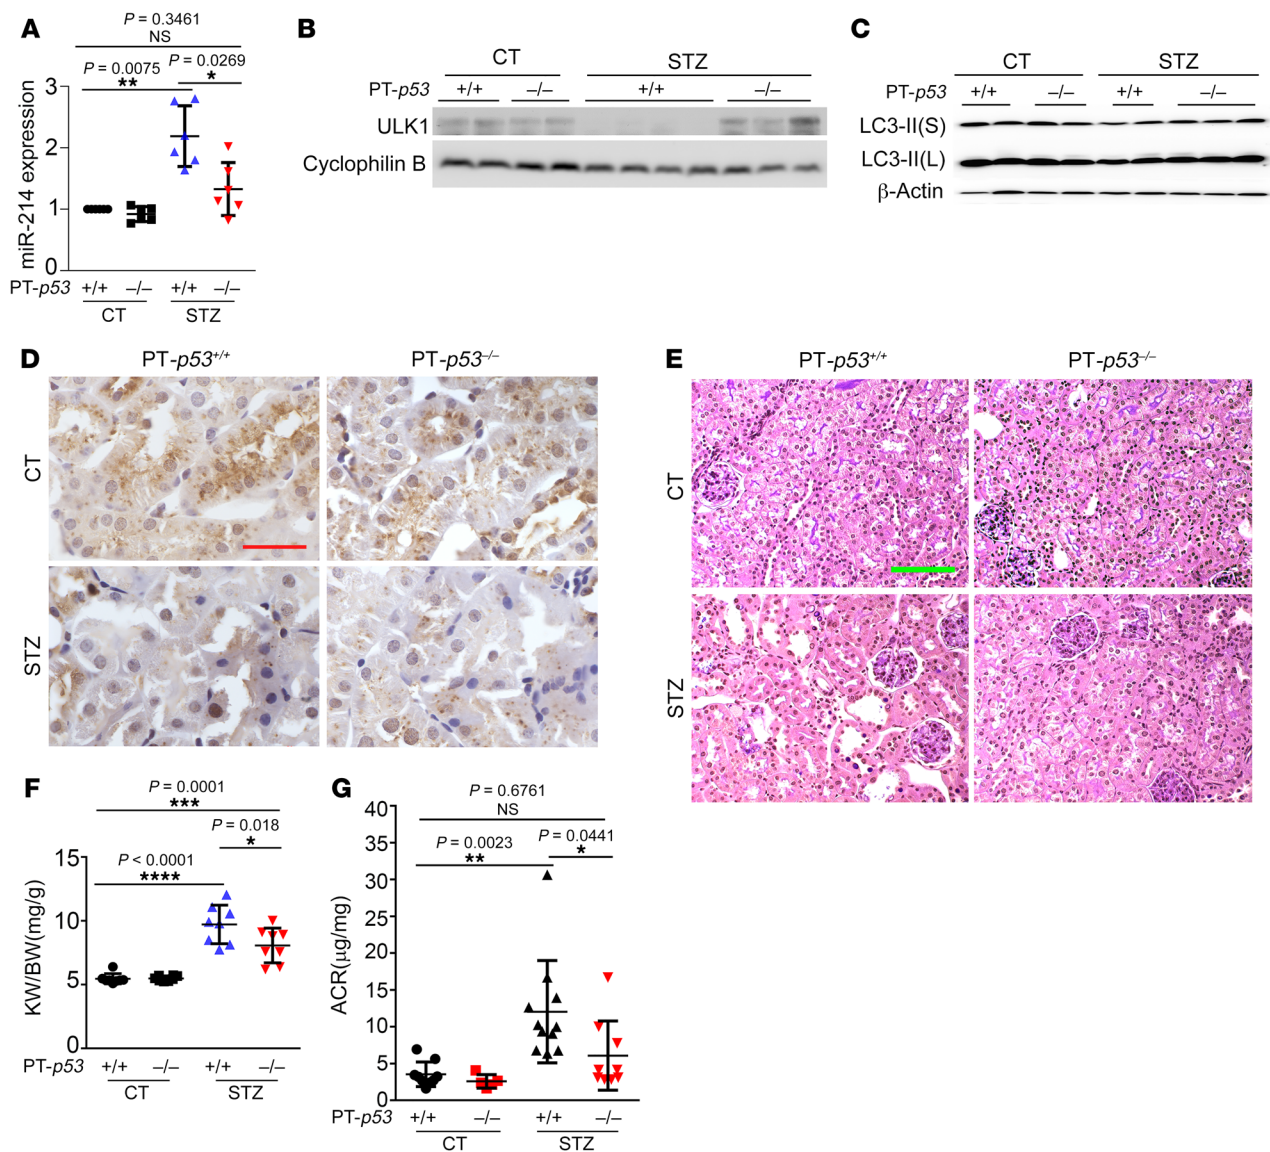 A
P = 0.3461
NS
P = 0.0075
**
P = 0.0269
*
miR-214 expression
3
2
1
0
PT-p53 +/+ –/– +/+ –/–
CT STZ
B
CT STZ
PT-p53 +/+ –/– +/+ –/–
ULK1
Cyclophilin B
C
CT STZ
PT-p53 +/+ –/– +/+ –/–
LC3-II(S)
LC3-II(L)
β-Actin
D
PT-p53+/+ PT-p53–/–
CT
STZ
E
PT-p53+/+ PT-p53–/–
CT
STZ
F
P = 0.0001
***
P = 0.018
*
P < 0.0001
****
KW/BW(mg/g)
15
10
5
0
PT-p53 +/+ –/– +/+ –/–
CT STZ
G
P = 0.6761
NS
P = 0.0023
**
P = 0.0441
*
ACR(µg/mg)
40
35
30
25
20
15
10
5
0
PT-p53 +/+ –/– +/+ –/–
CT STZ